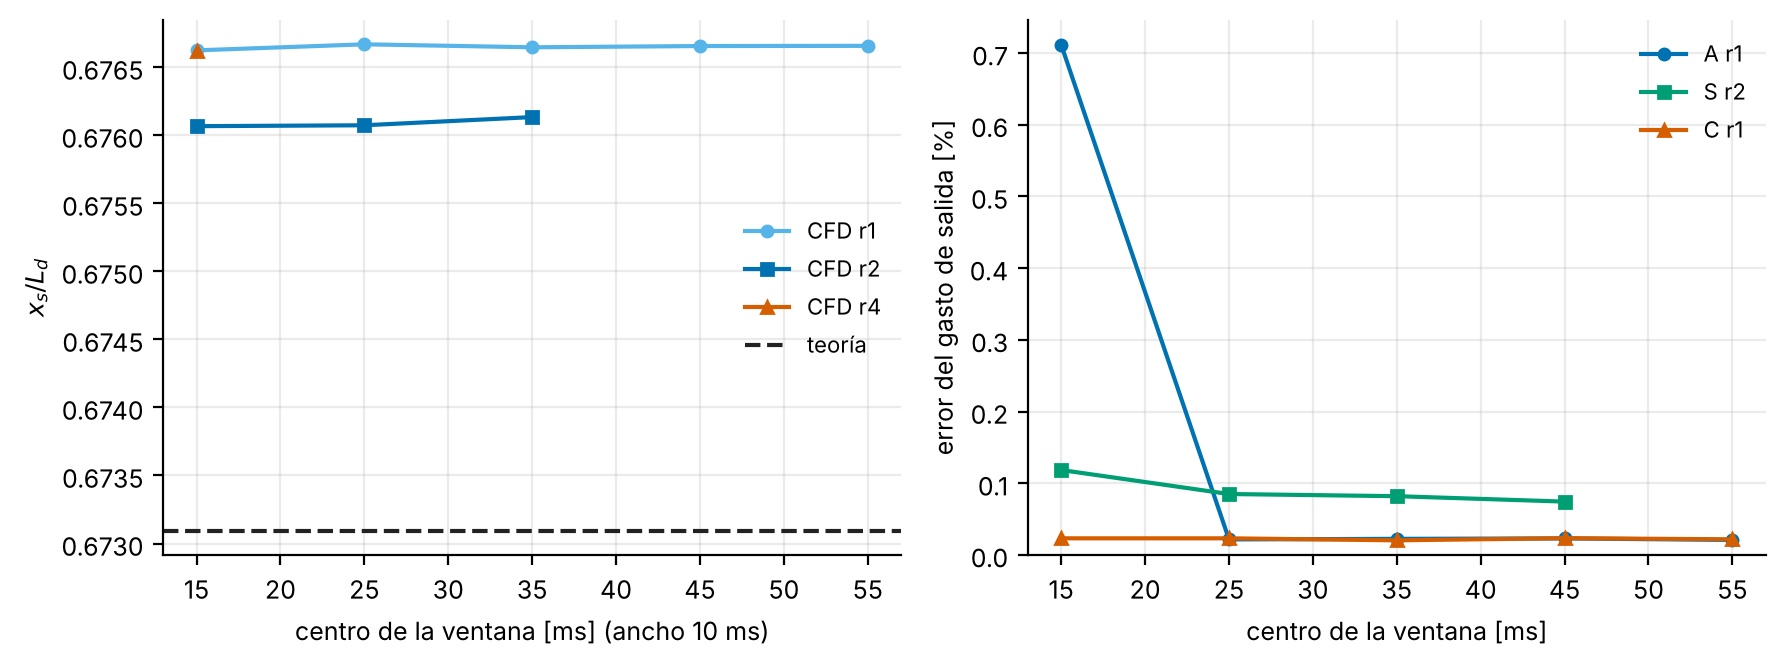 0.6765
0.6760
0.6755
0.6750
0.6745
0.6740
0.6735
0.6730
x_s/L_d
CFD r1
CFD r2
CFD r4
teoría
15 20 25 30 35 40 45 50 55
centro de la ventana [ms] (ancho 10 ms)
0.7
0.6
0.5
0.4
0.3
0.2
0.1
0.0
error del gasto de salida [%]
A r1
S r2
C r1
15 20 25 30 35 40 45 50 55
centro de la ventana [ms]